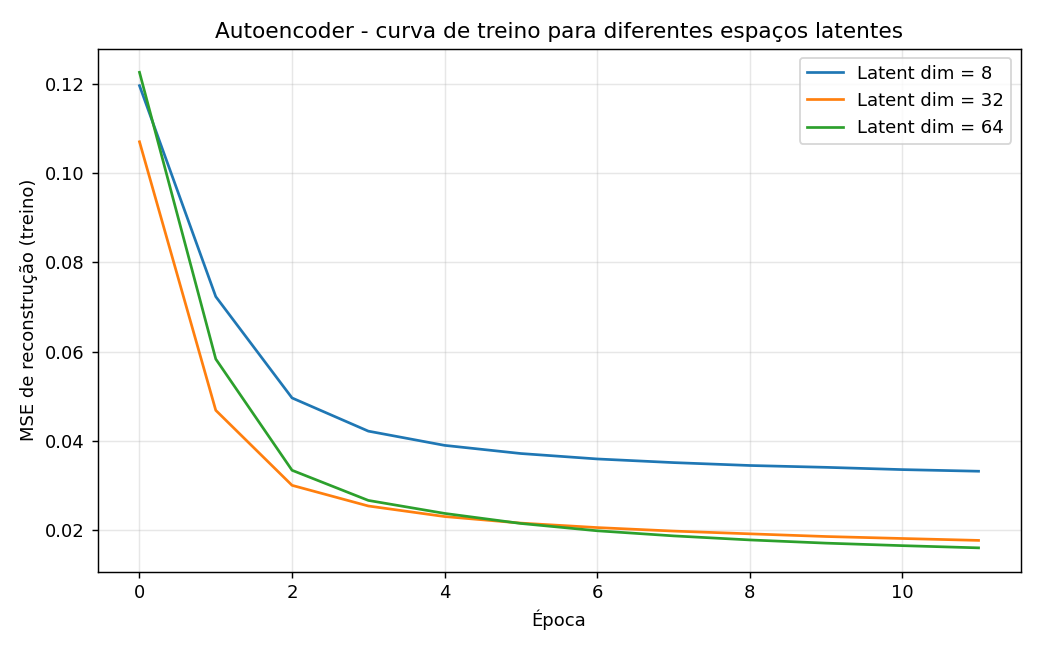 Autoencoder - curva de treino para diferentes espaços latentes
Latent dim = 8
Latent dim = 32
Latent dim = 64
MSE de reconstrução (treino)
0.12
0.10
0.08
0.06
0.04
0.02
0 2 4 6 8 10
Época